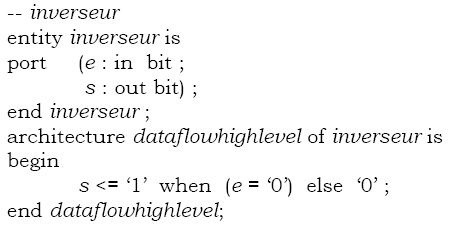 -- inverseur
entity inverseur is
port (e : in bit ;
s : out bit) ;
end inverseur ;
architecture dataflowhighlevel of inverseur is
begin
s <= ‘1’ when (e = ‘0’) else ‘0’ ;
end dataflowhighlevel;